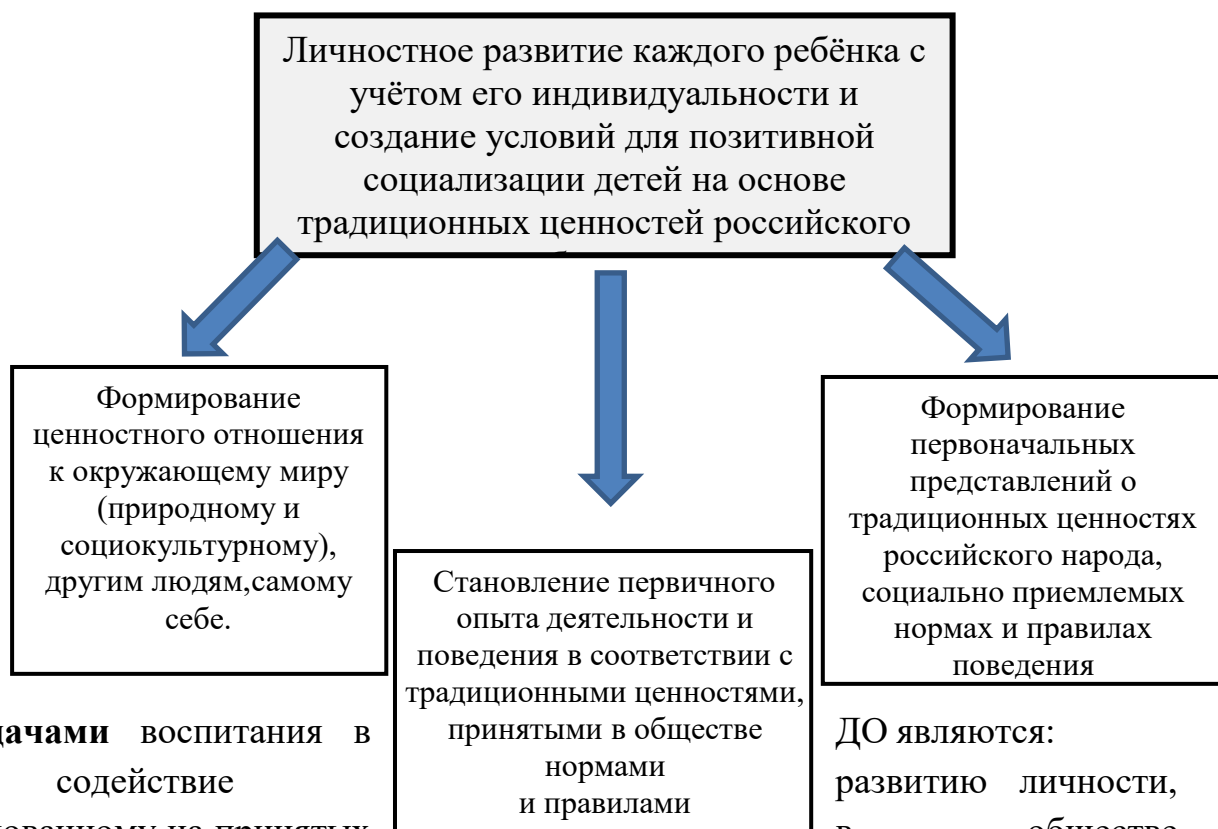 Личностное развитие каждого ребёнка с
учётом его индивидуальности и
создание условий для позитивной
социализации детей на основе
традиционных ценностей российского
Формирование
ценностного отношения
к окружающему миру
(природному и
социокультурному),
другим людям,самому
себе.
Становление первичного
опыта деятельности и
поведения в соответствии с
традиционными ценностями,
принятыми в обществе
нормами
и правилами
Формирование
первоначальных
представлений о
традиционных ценностях
российского народа,
социально приемлемых
нормах и правилах
поведения
дачами воспитания в
содействие
на принятых
ДО являются:
развитию личности,
в обществе